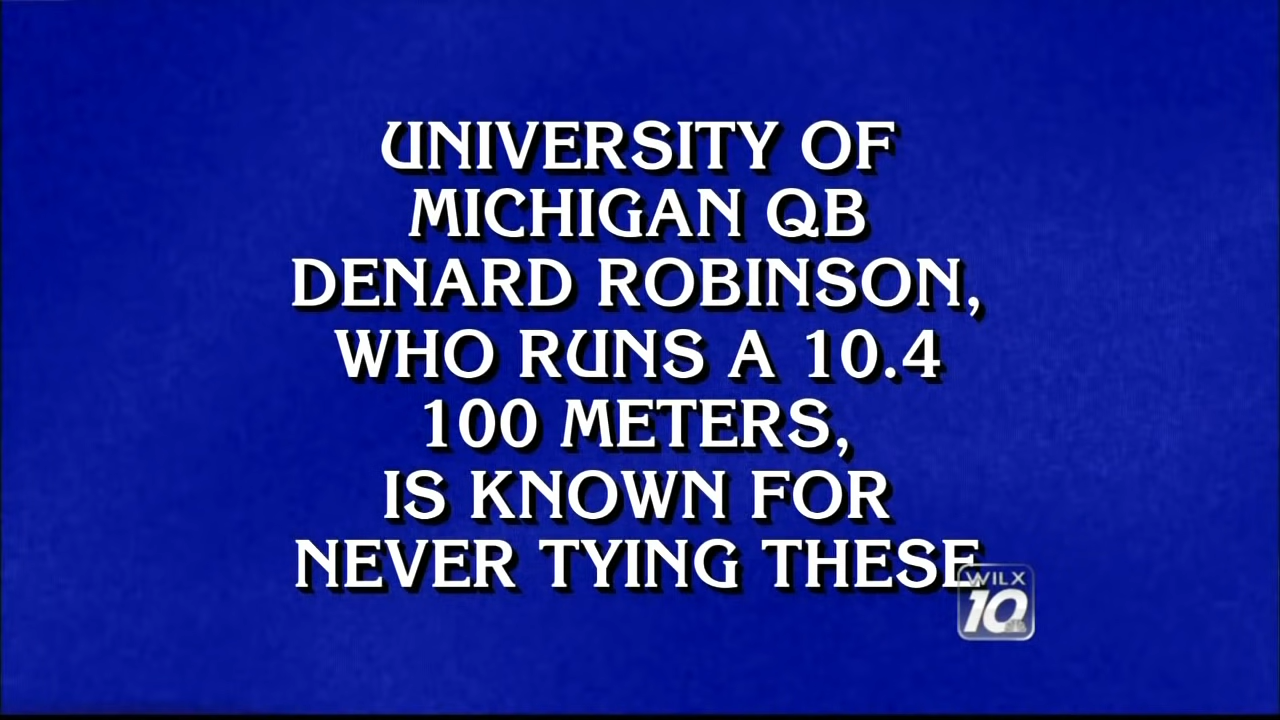 UNIVERSITY OF
MICHIGAN QB
DENARD ROBINSON,
WHO RUNS A 10.4
100 METERS,
IS KNOWN FOR
NEVER TYING THESE
WILX
10